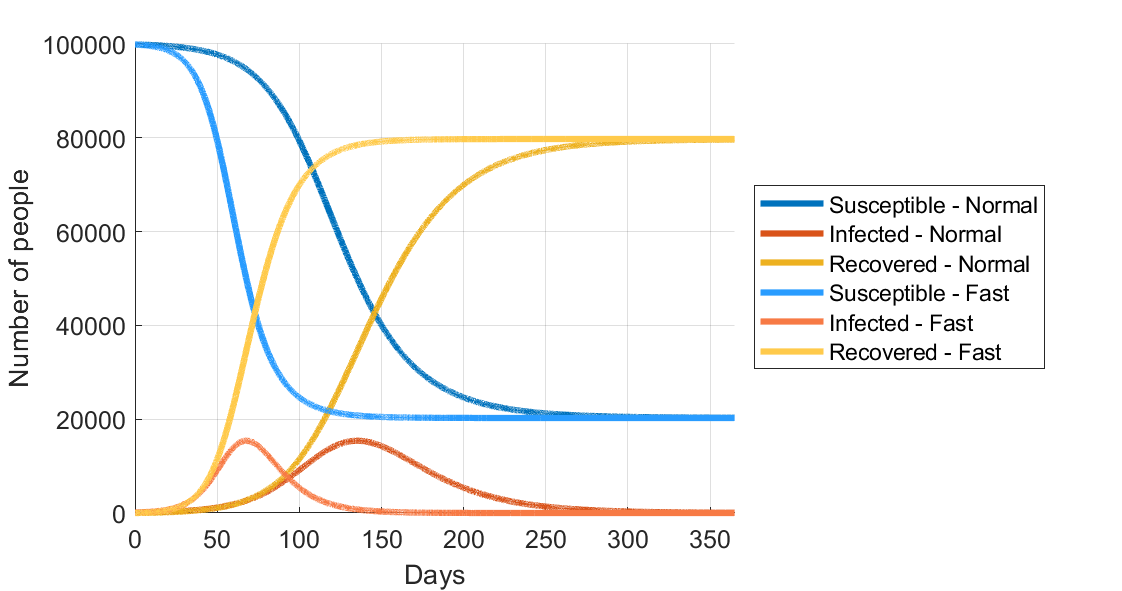 100000
80000
60000
40000
20000
0
Number of people
0 50 100 150 200 250 300 350
Days
Susceptible - Normal
Infected - Normal
Recovered - Normal
Susceptible - Fast
Infected - Fast
Recovered - Fast